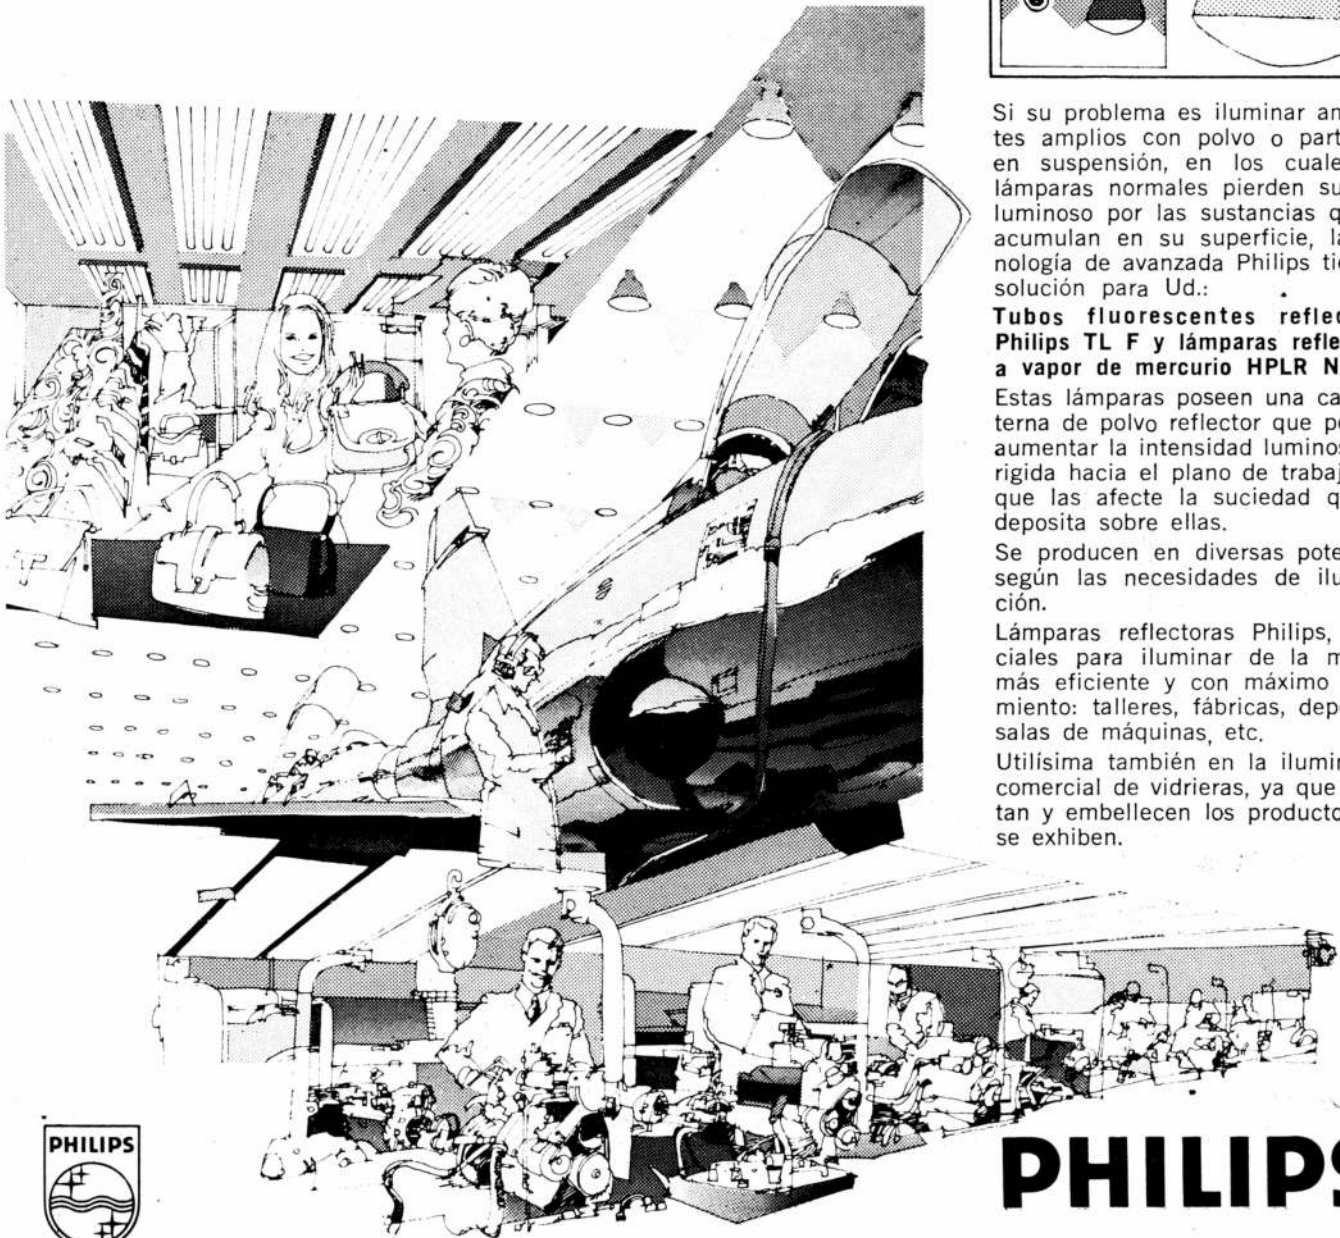 Si su problema es iluminar am
tes amplios con polvo o part
en suspensión, en los cuale
lámparas normales pierden su
luminoso por las sustancias q
acumulan en su superficie, la
nología de avanzada Philips tie
solución para Ud.:
Tubos fluorescentes reflec
Philips TL F y lámparas refle
a vapor de mercurio HPLR N
Estas lámparas poseen una ca
terna de polvo reflector que pe
aumentar la intensidad luminos
rigida hacia el plano de trabaj
que las afecte la suciedad q
deposita sobre ellas.
Se producen en diversas pote
según las necesidades de ilu
ción.
Lámparas reflectoras Philips,
ciales para iluminar de la m
más eficiente y con máximo
miento: talleres, fábricas, depó
salas de máquinas, etc.
Utilísima también en la ilumin
comercial de vidrieras, ya que
tan y embellecen los producto
se exhiben.
PHILIPS
PHILIPS